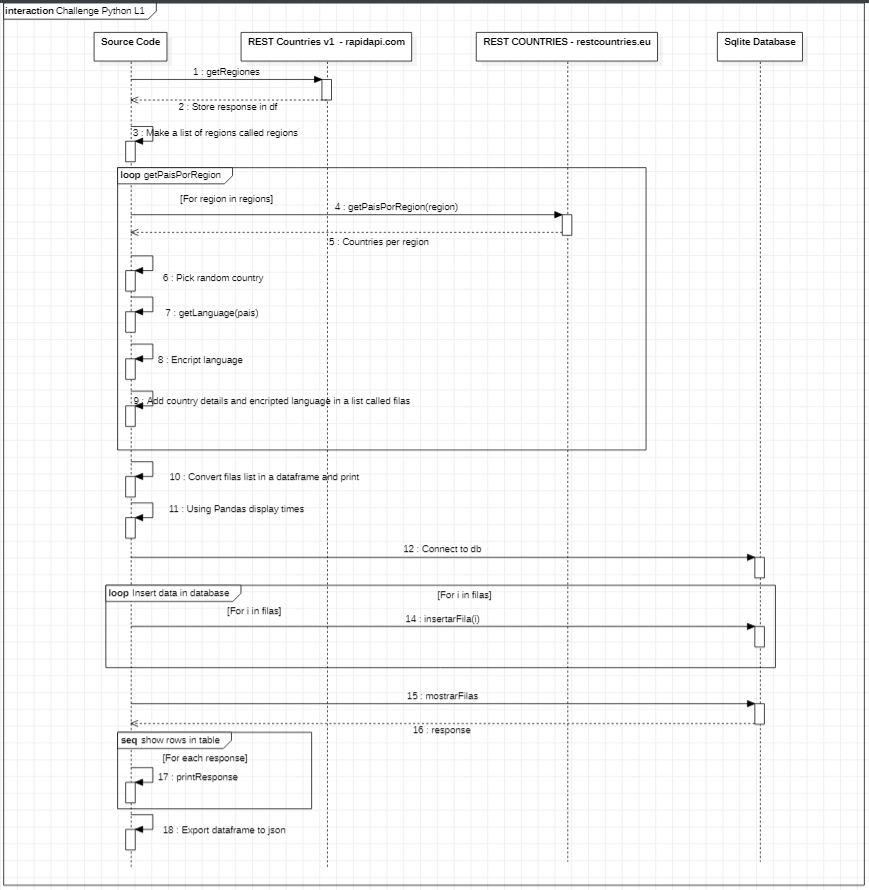 interaction Challenge Python L1
Source Code
REST Countries v1 - rapidapi.com
REST COUNTRIES - restcountries.eu
Sqlite Database
1 : getRegiones
2 : Store response in df
3 : Make a list of regions called regions
loop getPaisPorRegion
[For region in regions]
4 : getPaisPorRegion(region)
5 : Countries per region
6 : Pick random country
7 : getLanguage(pais)
8 : Encript language
9 : Add country details and encripted language in a list called filas
10 : Convert filas list in a dataframe and print
11 : Using Pandas display times
12 : Connect to db
loop Insert data in database
[For i in filas]
[For i in filas]
14 : insertarFila(i)
15 : mostrarFilas
16 : response
seq show rows in table
[For each response]
17 : printResponse
18 : Export dataframe to json